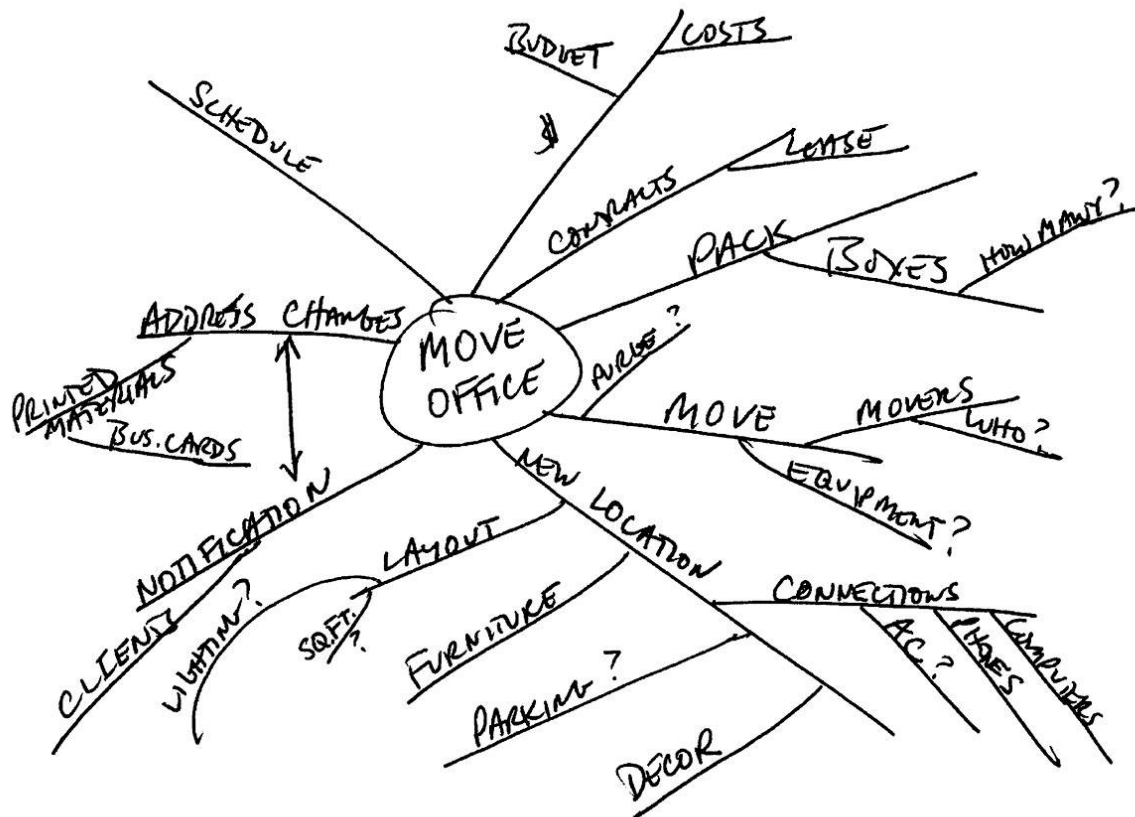 MOVE
OFFICE
SCHEDULE
$
BUDGET
COSTS
CONTRACTS
LEASE
PACK
BOXES
HOW MANY?
MOVE
PURGE?
MOVERS
WHO?
EQUIPMENT?
NEW LOCATION
CONNECTIONS
AC?
PHONES
COMPUTERS
LAYOUT
LIGHTING?
SQ.FT.
?
FURNITURE
PARKING?
DECOR
NOTIFICATION
CLIENTS
ADDRESS CHANGES
PRINTED
MATERIALS
BUS. CARDS